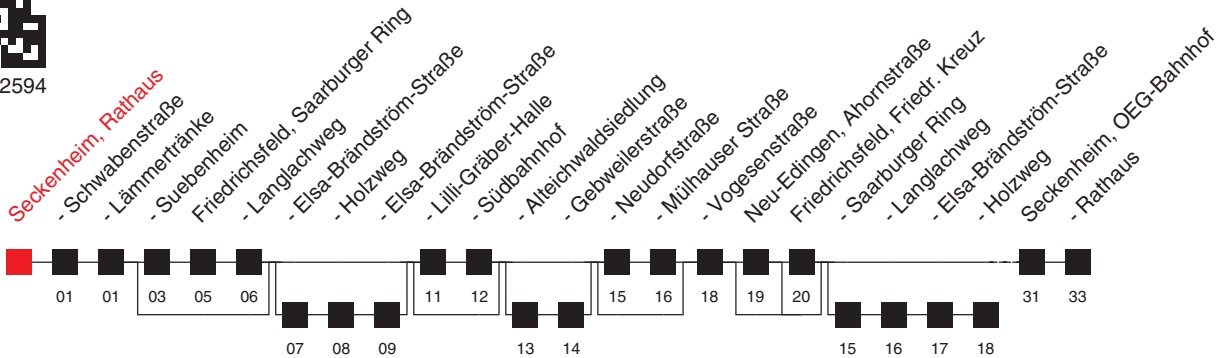 2594
Seckenheim, Rathaus
- Schwabenstraße
- Lämmertränke
- Suebenheim
Friedrichsfeld, Saarburger Ring
- Langlachweg
- Elsa-Brändström-Straße
- Holzweg
- Elsa-Brändström-Straße
- Lilli-Gräber-Halle
- Südbahnhof
- Alteichwaldsiedlung
- Gebweilerstraße
- Neudorfstraße
- Mülhauser Straße
- Vogesenstraße
Neu-Edingen, Ahornstraße
Friedrichsfeld, Friedr. Kreuz
- Saarburger Ring
- Langlachweg
- Elsa-Brändström-Straße
- Holzweg
Seckenheim, OEG-Bahnhof
- Rathaus
01 01 03 05 06 11 12 15 16 18 19 20 31 33
07 08 09 13 14 15 16 17 18